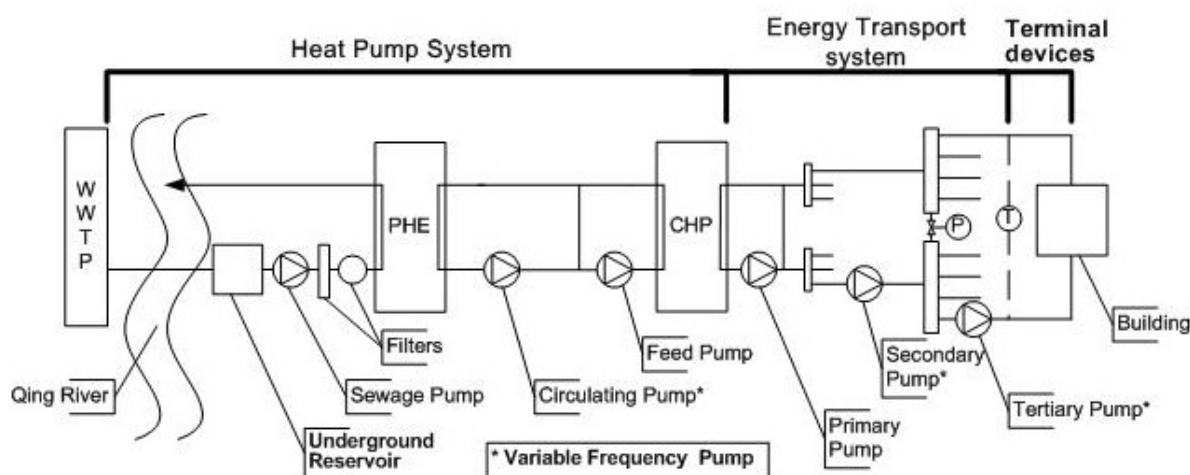 Heat Pump System
Energy Transport
system
Terminal
devices
W
W
T
P
PHE
CHP
P
T
Qing River
Underground
Reservoir
Sewage Pump
Filters
Circulating Pump*
Feed Pump
Primary
Pump
Secondary
Pump*
Tertiary Pump*
Building
* Variable Frequency Pump